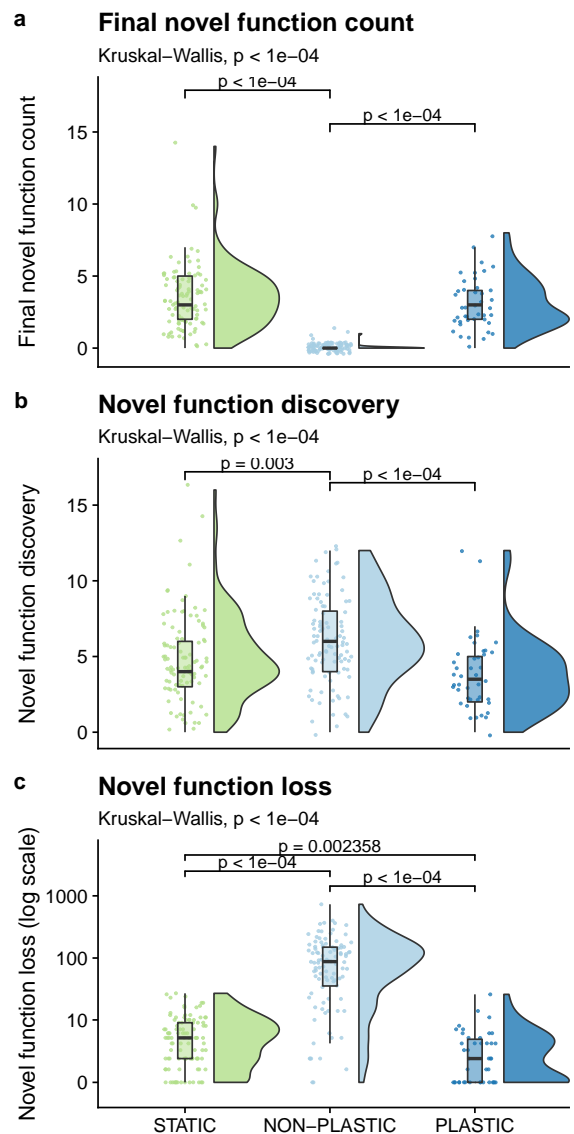 a
Final novel function count
Kruskal−Wallis, p < 1e−04
p < 1e−04
p < 1e−04
Final novel function count
15
10
5
0
b
Novel function discovery
Kruskal−Wallis, p < 1e−04
p = 0.003
p < 1e−04
Novel function discovery
15
10
5
0
c
Novel function loss
Kruskal−Wallis, p < 1e−04
p = 0.002358
p < 1e−04
p < 1e−04
Novel function loss (log scale)
1000
100
10
0
STATIC NON−PLASTIC PLASTIC